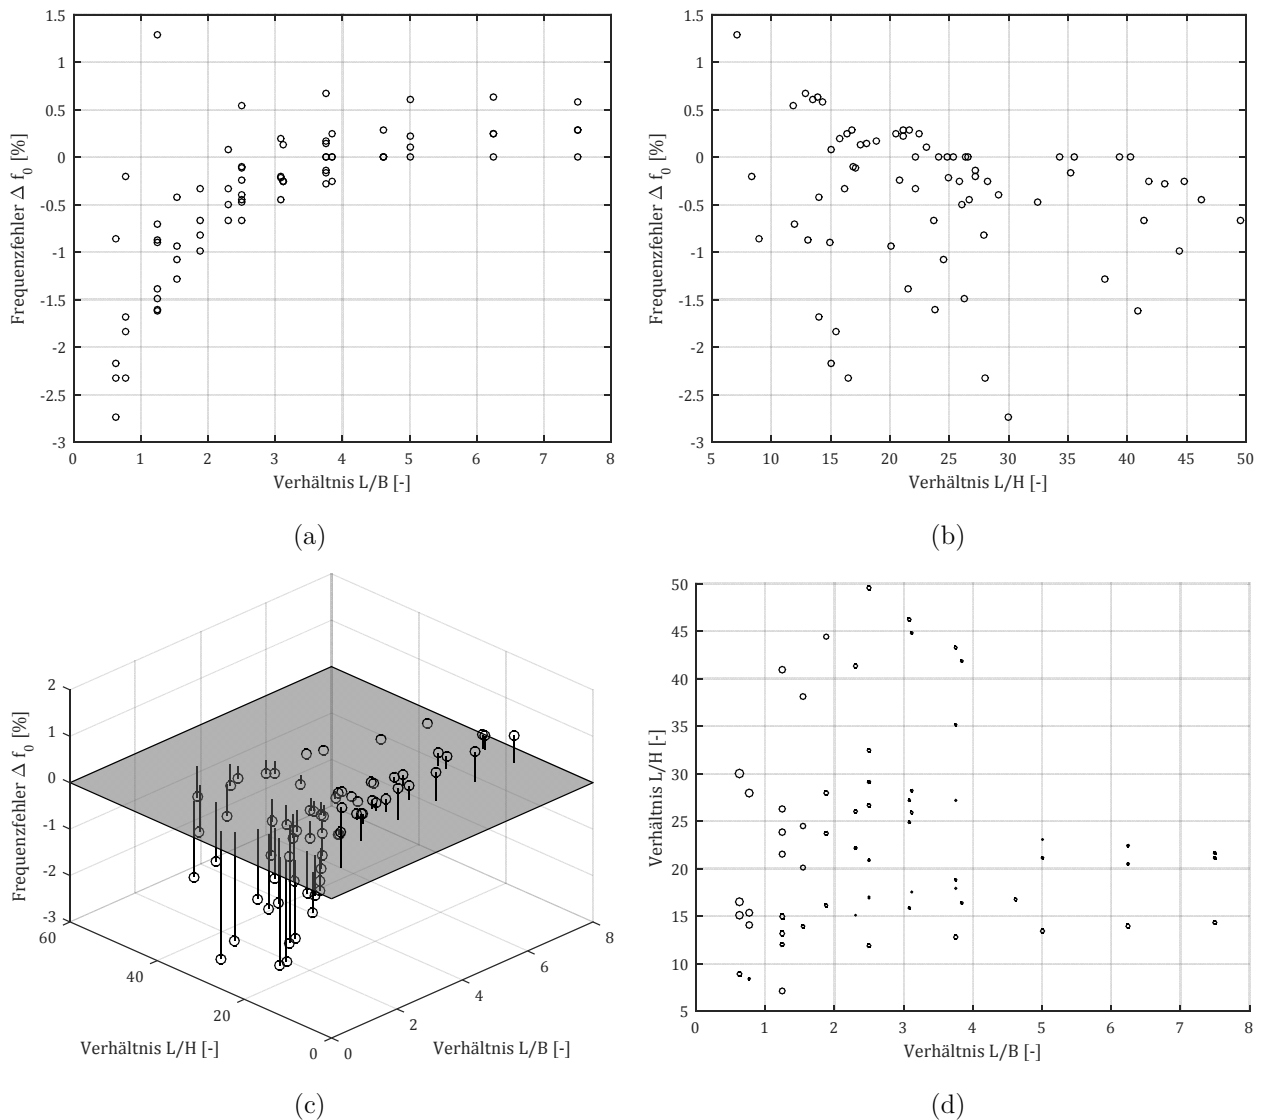 1.5
1
0.5
0
-0.5
-1
-1.5
-2
-2.5
-3
0 1 2 3 4 5 6 7 8
Frequenzfehler Δ f0 [%]
Verhältnis L/B [-]
(a)
1.5
1
0.5
0
-0.5
-1
-1.5
-2
-2.5
-3
5 10 15 20 25 30 35 40 45 50
Frequenzfehler Δ f0 [%]
Verhältnis L/H [-]
(b)
2
1
0
-1
-2
-3
60
40
20
0
0
2
4
6
8
Frequenzfehler Δ f0 [%]
Verhältnis L/H [-]
Verhältnis L/B [-]
(c)
50
45
40
35
30
25
20
15
10
5
0 1 2 3 4 5 6 7 8
Verhältnis L/H [-]
Verhältnis L/B [-]
(d)